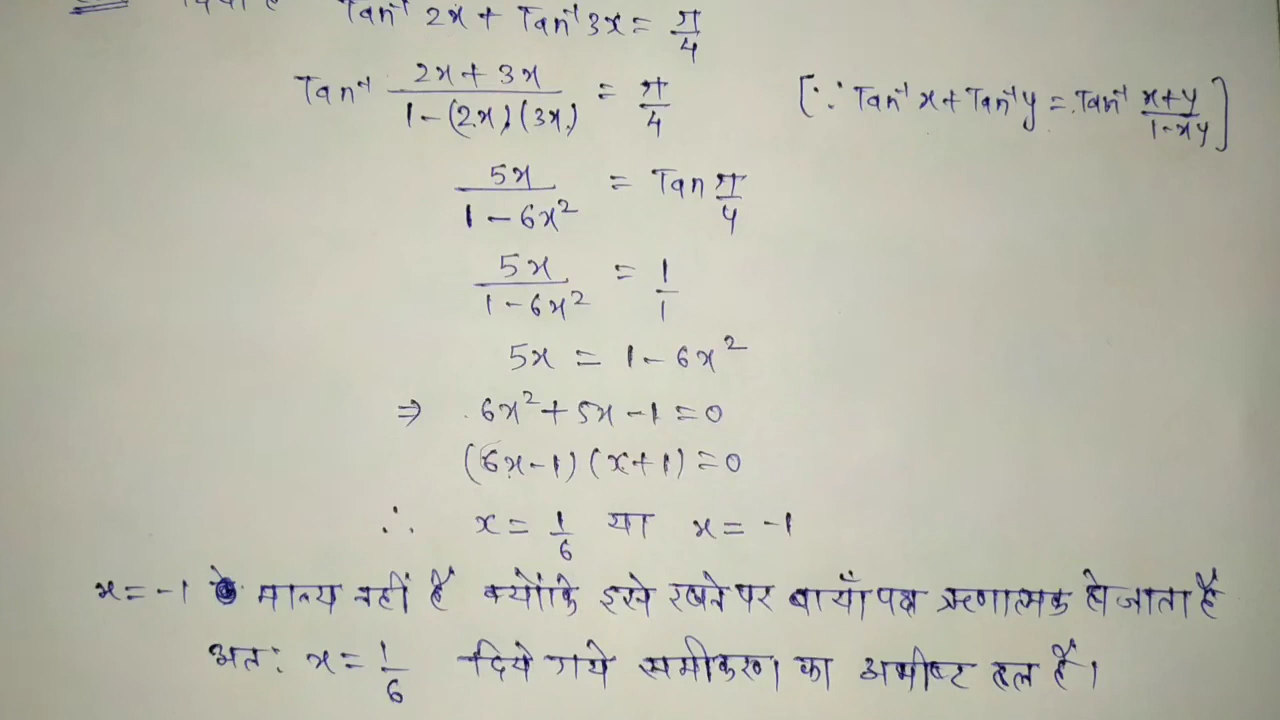 Tan⁻¹ 2x + Tan⁻¹ 3x = π/4
Tan⁻¹ (2x + 3x)/(1 - (2x)(3x)) = π/4 [∵ Tan⁻¹ x + Tan⁻¹ y = Tan⁻¹ (x+y)/(1-xy)]
5x/(1 - 6x²) = Tan π/4
5x/(1 - 6x²) = 1/1
5x = 1 - 6x²
⇒ 6x² + 5x - 1 = 0
(6x - 1) (x + 1) = 0
∴ x = 1/6 या x = -1
x = -1 मान्य नहीं है क्योंकि इसे रखने पर बायाँ पक्ष ऋणात्मक हो जाता है
अतः x = 1/6 दिये गये समीकरण का अभीष्ट हल है।